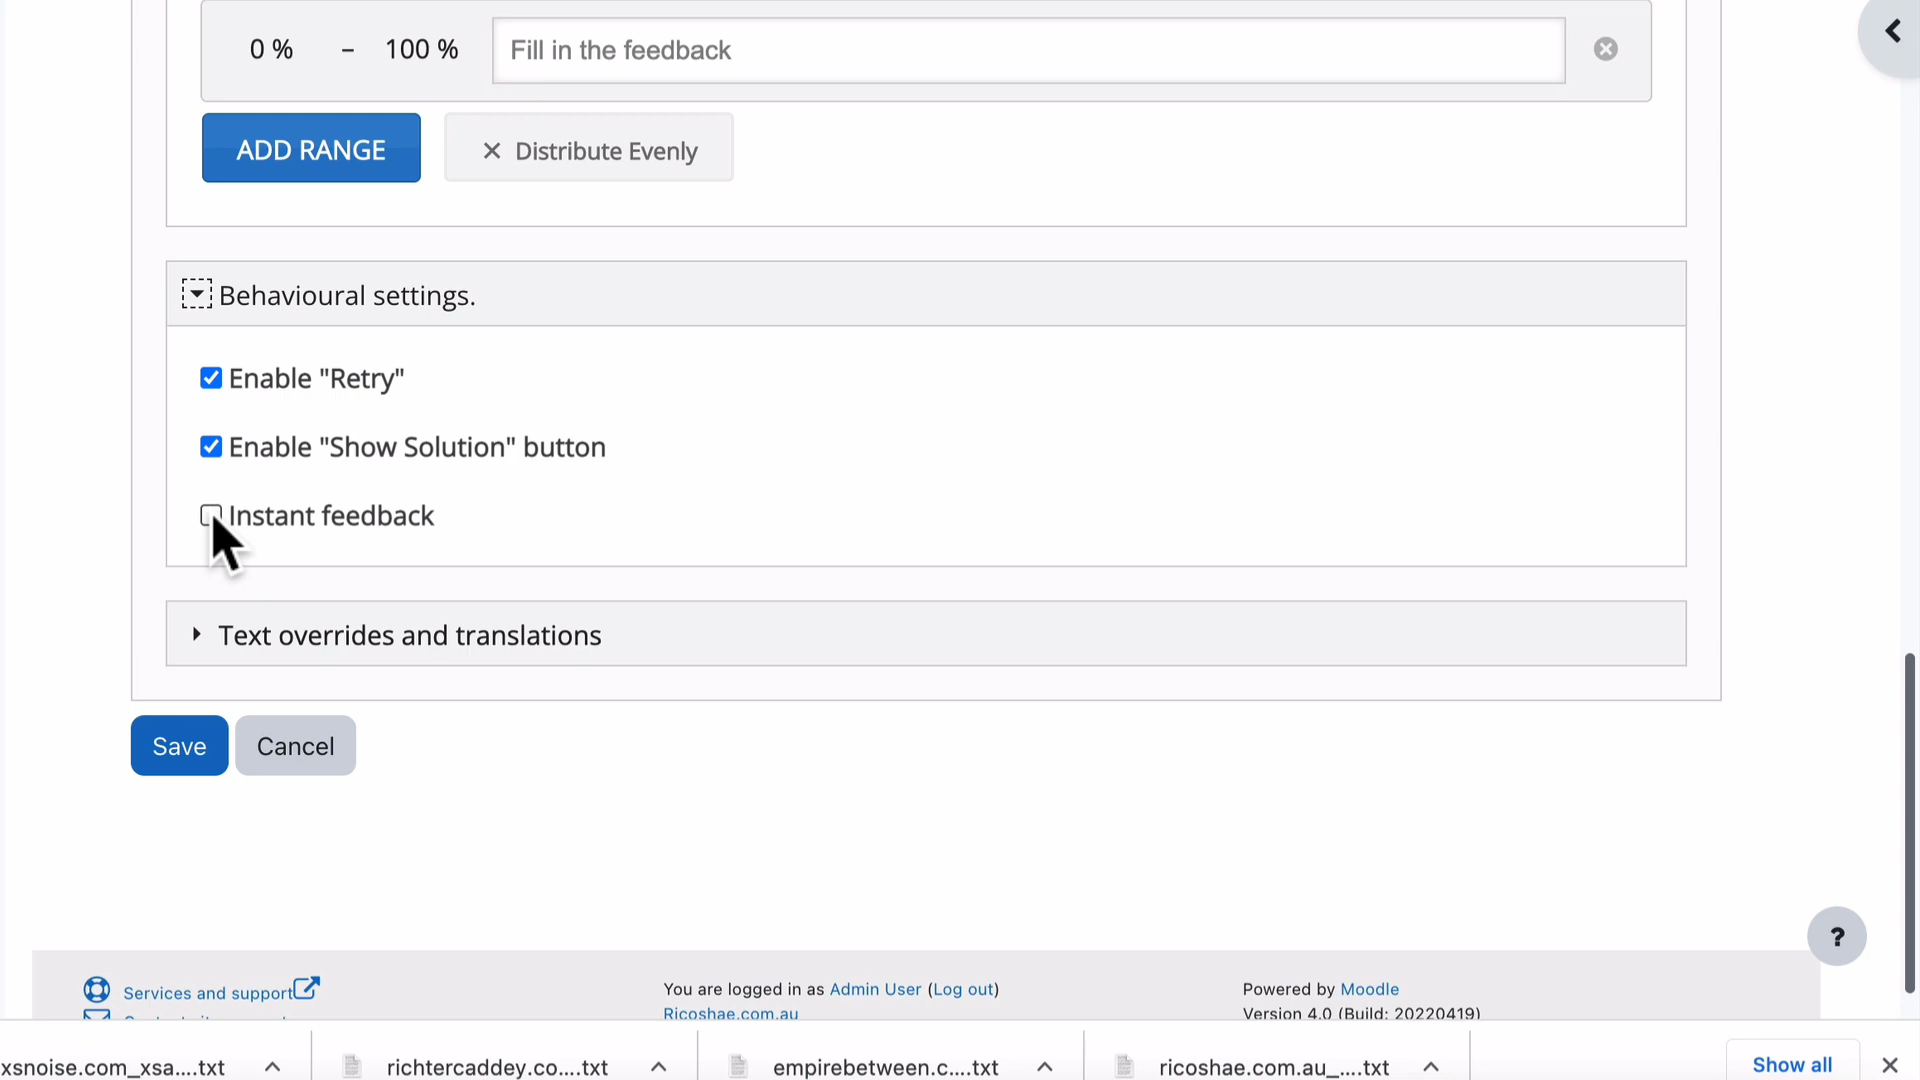 0 % – 100 % Fill in the feedback
ADD RANGE Distribute Evenly
Behavioural settings.
Enable "Retry"
Enable "Show Solution" button
Instant feedback
Text overrides and translations
Save Cancel
?
Services and support You are logged in as Admin User (Log out) Powered by Moodle
Ricoshae.com.au Version 4.0 (Build: 20220419)
xsnoise.com_xsa....txt richtercaddey.co....txt empirebetween.c....txt ricoshae.com.au_....txt Show all